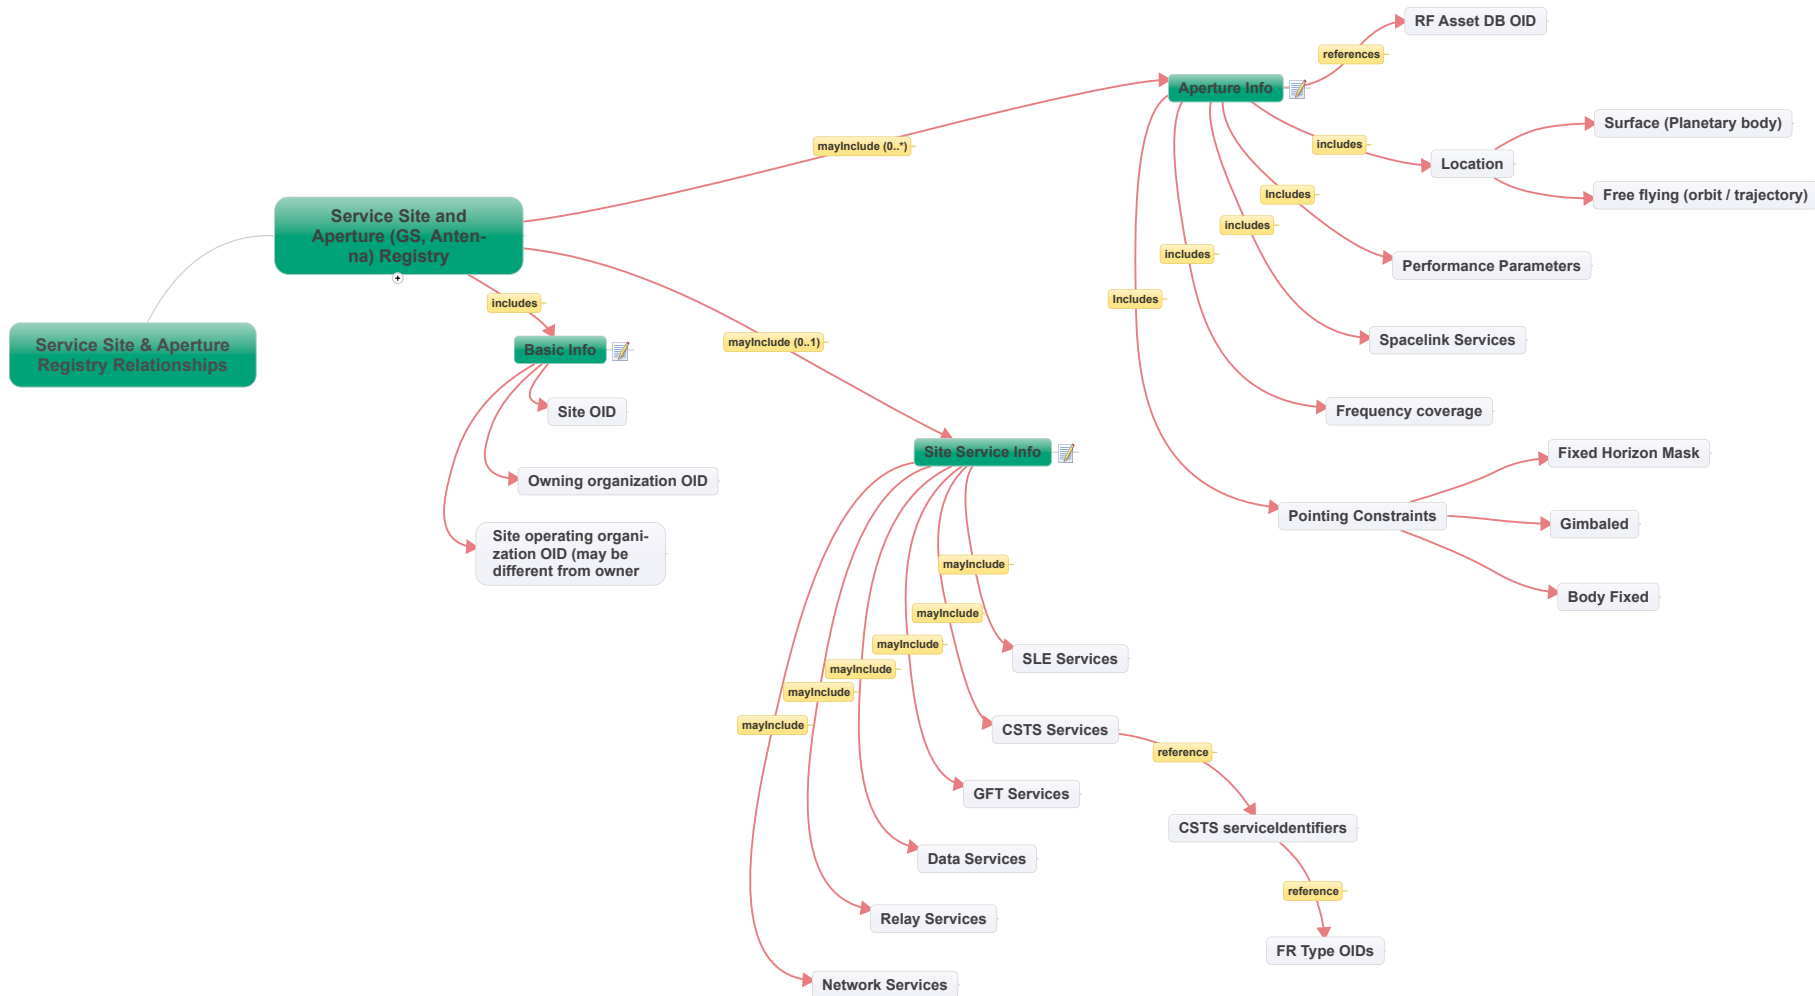 RF Asset DB OID
references
Aperture Info
Surface (Planetary body)
mayInclude (0..*)
includes
Location
Includes
Free flying (orbit / trajectory)
Service Site and
Aperture (GS, Anten-
na) Registry
includes
includes
Performance Parameters
Includes
includes
Service Site & Aperture
Registry Relationships
Basic Info
mayInclude (0..1)
Spacelink Services
Site OID
Frequency coverage
Site Service Info
Fixed Horizon Mask
Owning organization OID
Pointing Constraints
Gimbaled
Site operating organi-
zation OID (may be
different from owner
mayInclude
Body Fixed
mayInclude
mayInclude
SLE Services
mayInclude
mayInclude
mayInclude
CSTS Services
reference
GFT Services
CSTS serviceIdentifiers
Data Services
reference
Relay Services
FR Type OIDs
Network Services